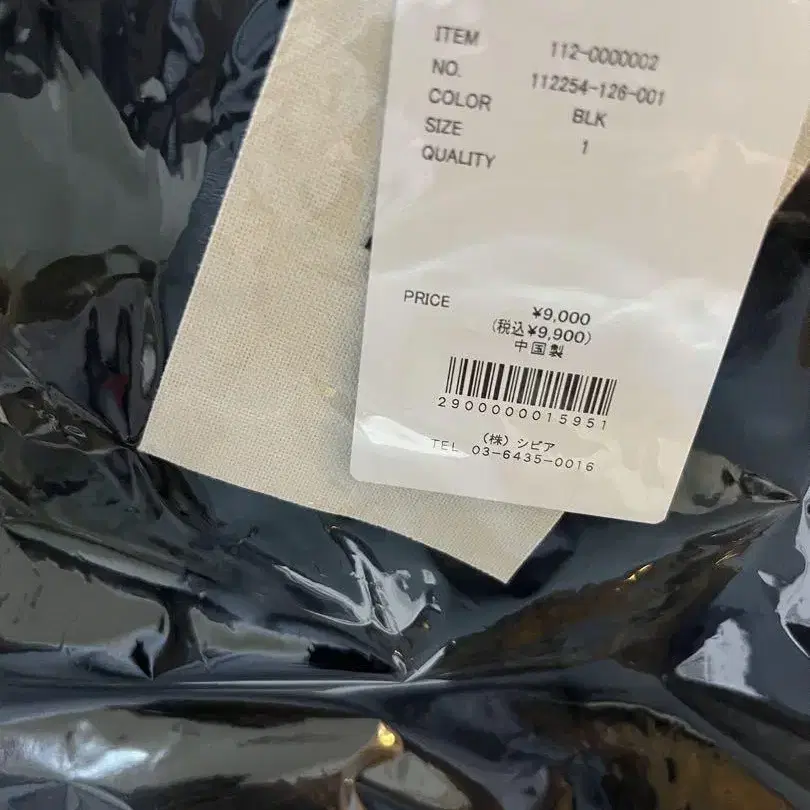 ITEM 112-0000002
NO. 112254-126-001
COLOR BLK
SIZE 1
QUALITY
PRICE ¥9,000
(税込¥9,900)
中国製
2900000015951
(株)シピア
TEL 03-6435-0016